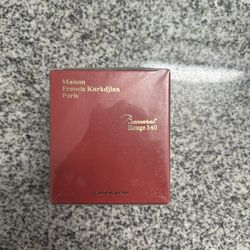 Maison
Francis Kurkdjian
Paris
Baccarat
Rouge 540